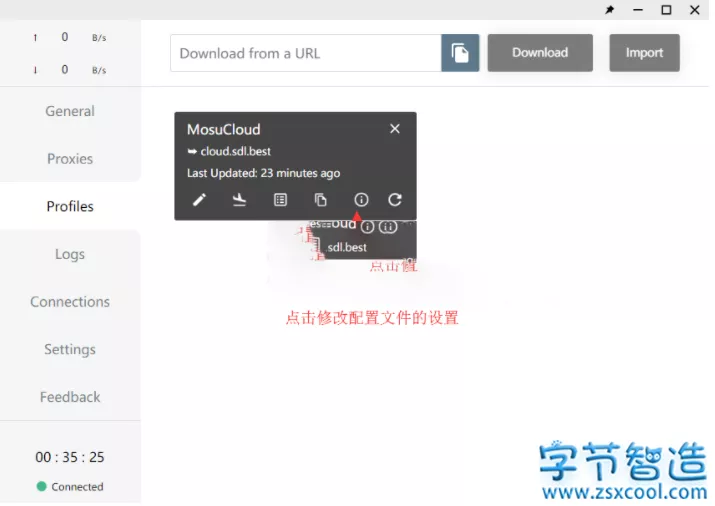 ↑ 0 B/s
↓ 0 B/s
Download from a URL
Download
Import
General
Proxies
Profiles
Logs
Connections
Settings
Feedback
MosuCloud
cloud.sdl.best
Last Updated: 23 minutes ago
sdl.best
点击修
点击修改配置文件的设置
00 : 35 : 25
Connected
字节智造
www.zsxcool.com